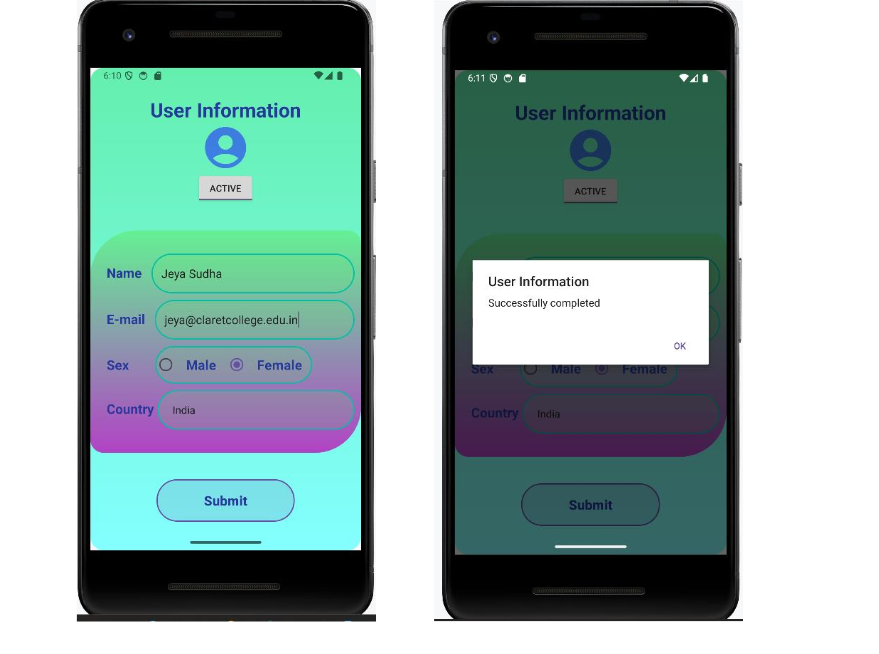 6:10
User Information
ACTIVE
Name Jeya Sudha
E-mail jeya@claretcollege.edu.in
Sex Male Female
Country India
Submit
6:11
User Information
ACTIVE
User Information
Successfully completed
OK
Sex Male Female
Country India
Submit